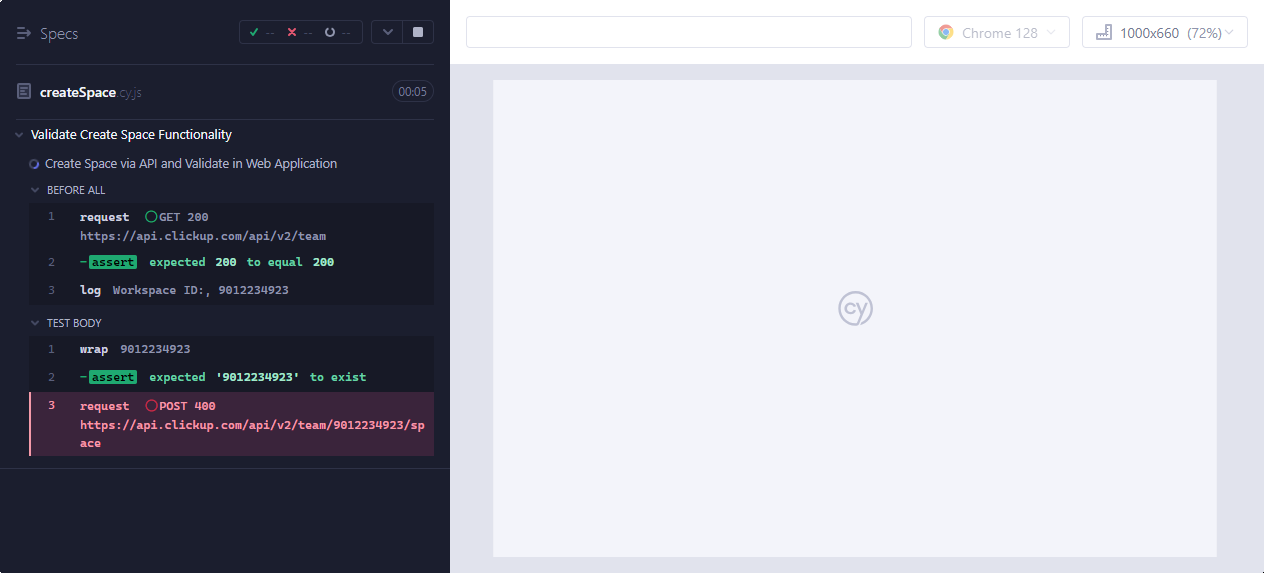 Specs
-- -- --
Chrome 128
1000x660 (72%)
createSpace.cy.js
00:05
Validate Create Space Functionality
Create Space via API and Validate in Web Application
BEFORE ALL
1 request GET 200
https://api.clickup.com/api/v2/team
2 -assert expected 200 to equal 200
3 log Workspace ID:, 9012234923
TEST BODY
1 wrap 9012234923
2 -assert expected '9012234923' to exist
3 request POST 400
https://api.clickup.com/api/v2/team/9012234923/sp
ace
cy